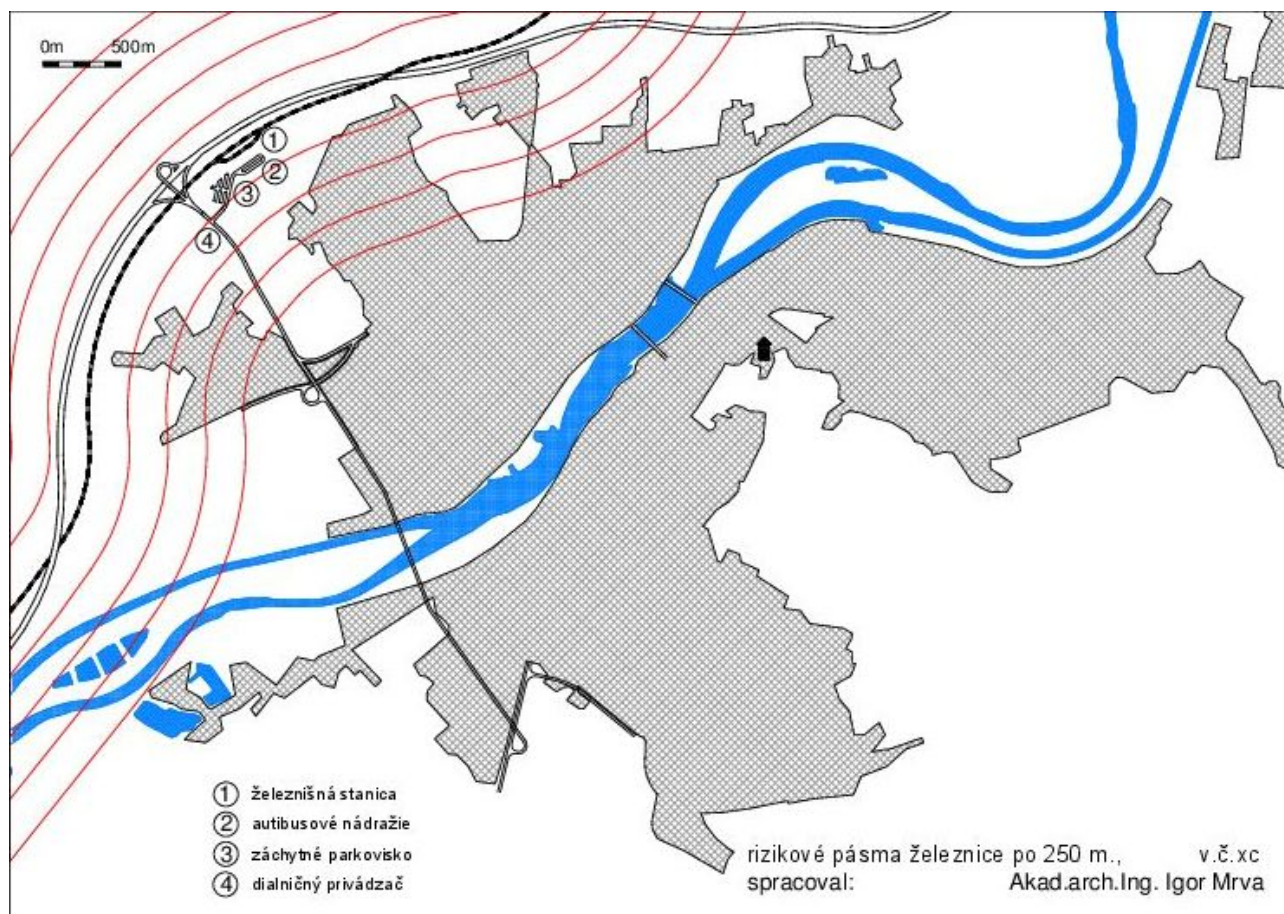 0m 500m
1
2
3
4
1 železnišná stanica
2 autibusové nádražie
3 záchytné parkovisko
4 dialničný privádzač
rizikové pásma železnice po 250 m., v.č.xc
spracoval: Akad.arch.Ing. Igor Mrva